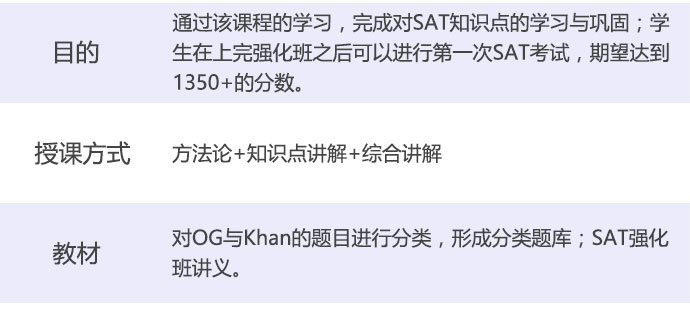 目的
通过该课程的学习，完成对SAT知识点的学习与巩固；学
生在上完强化班之后可以进行第一次SAT考试，期望达到
1350+的分数。
授课方式
方法论+知识点讲解+综合讲解
教材
对OG与Khan的题目进行分类，形成分类题库；SAT强化
班讲义。